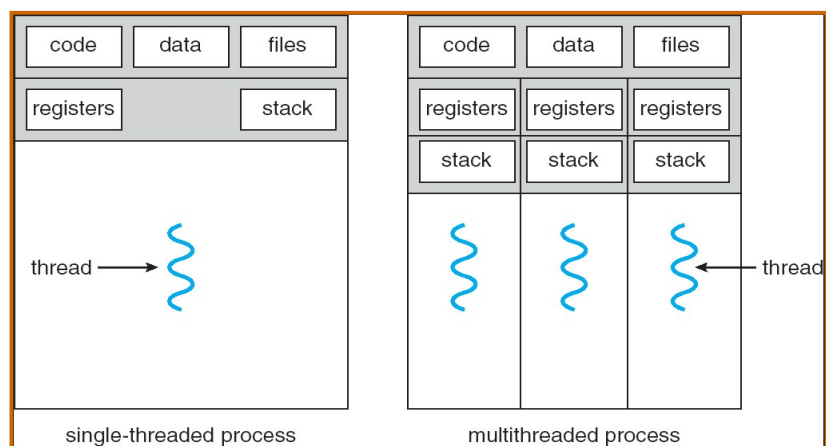 code data files
registers stack
thread
single-threaded process
code data files
registers registers registers
stack stack stack
thread
multithreaded process